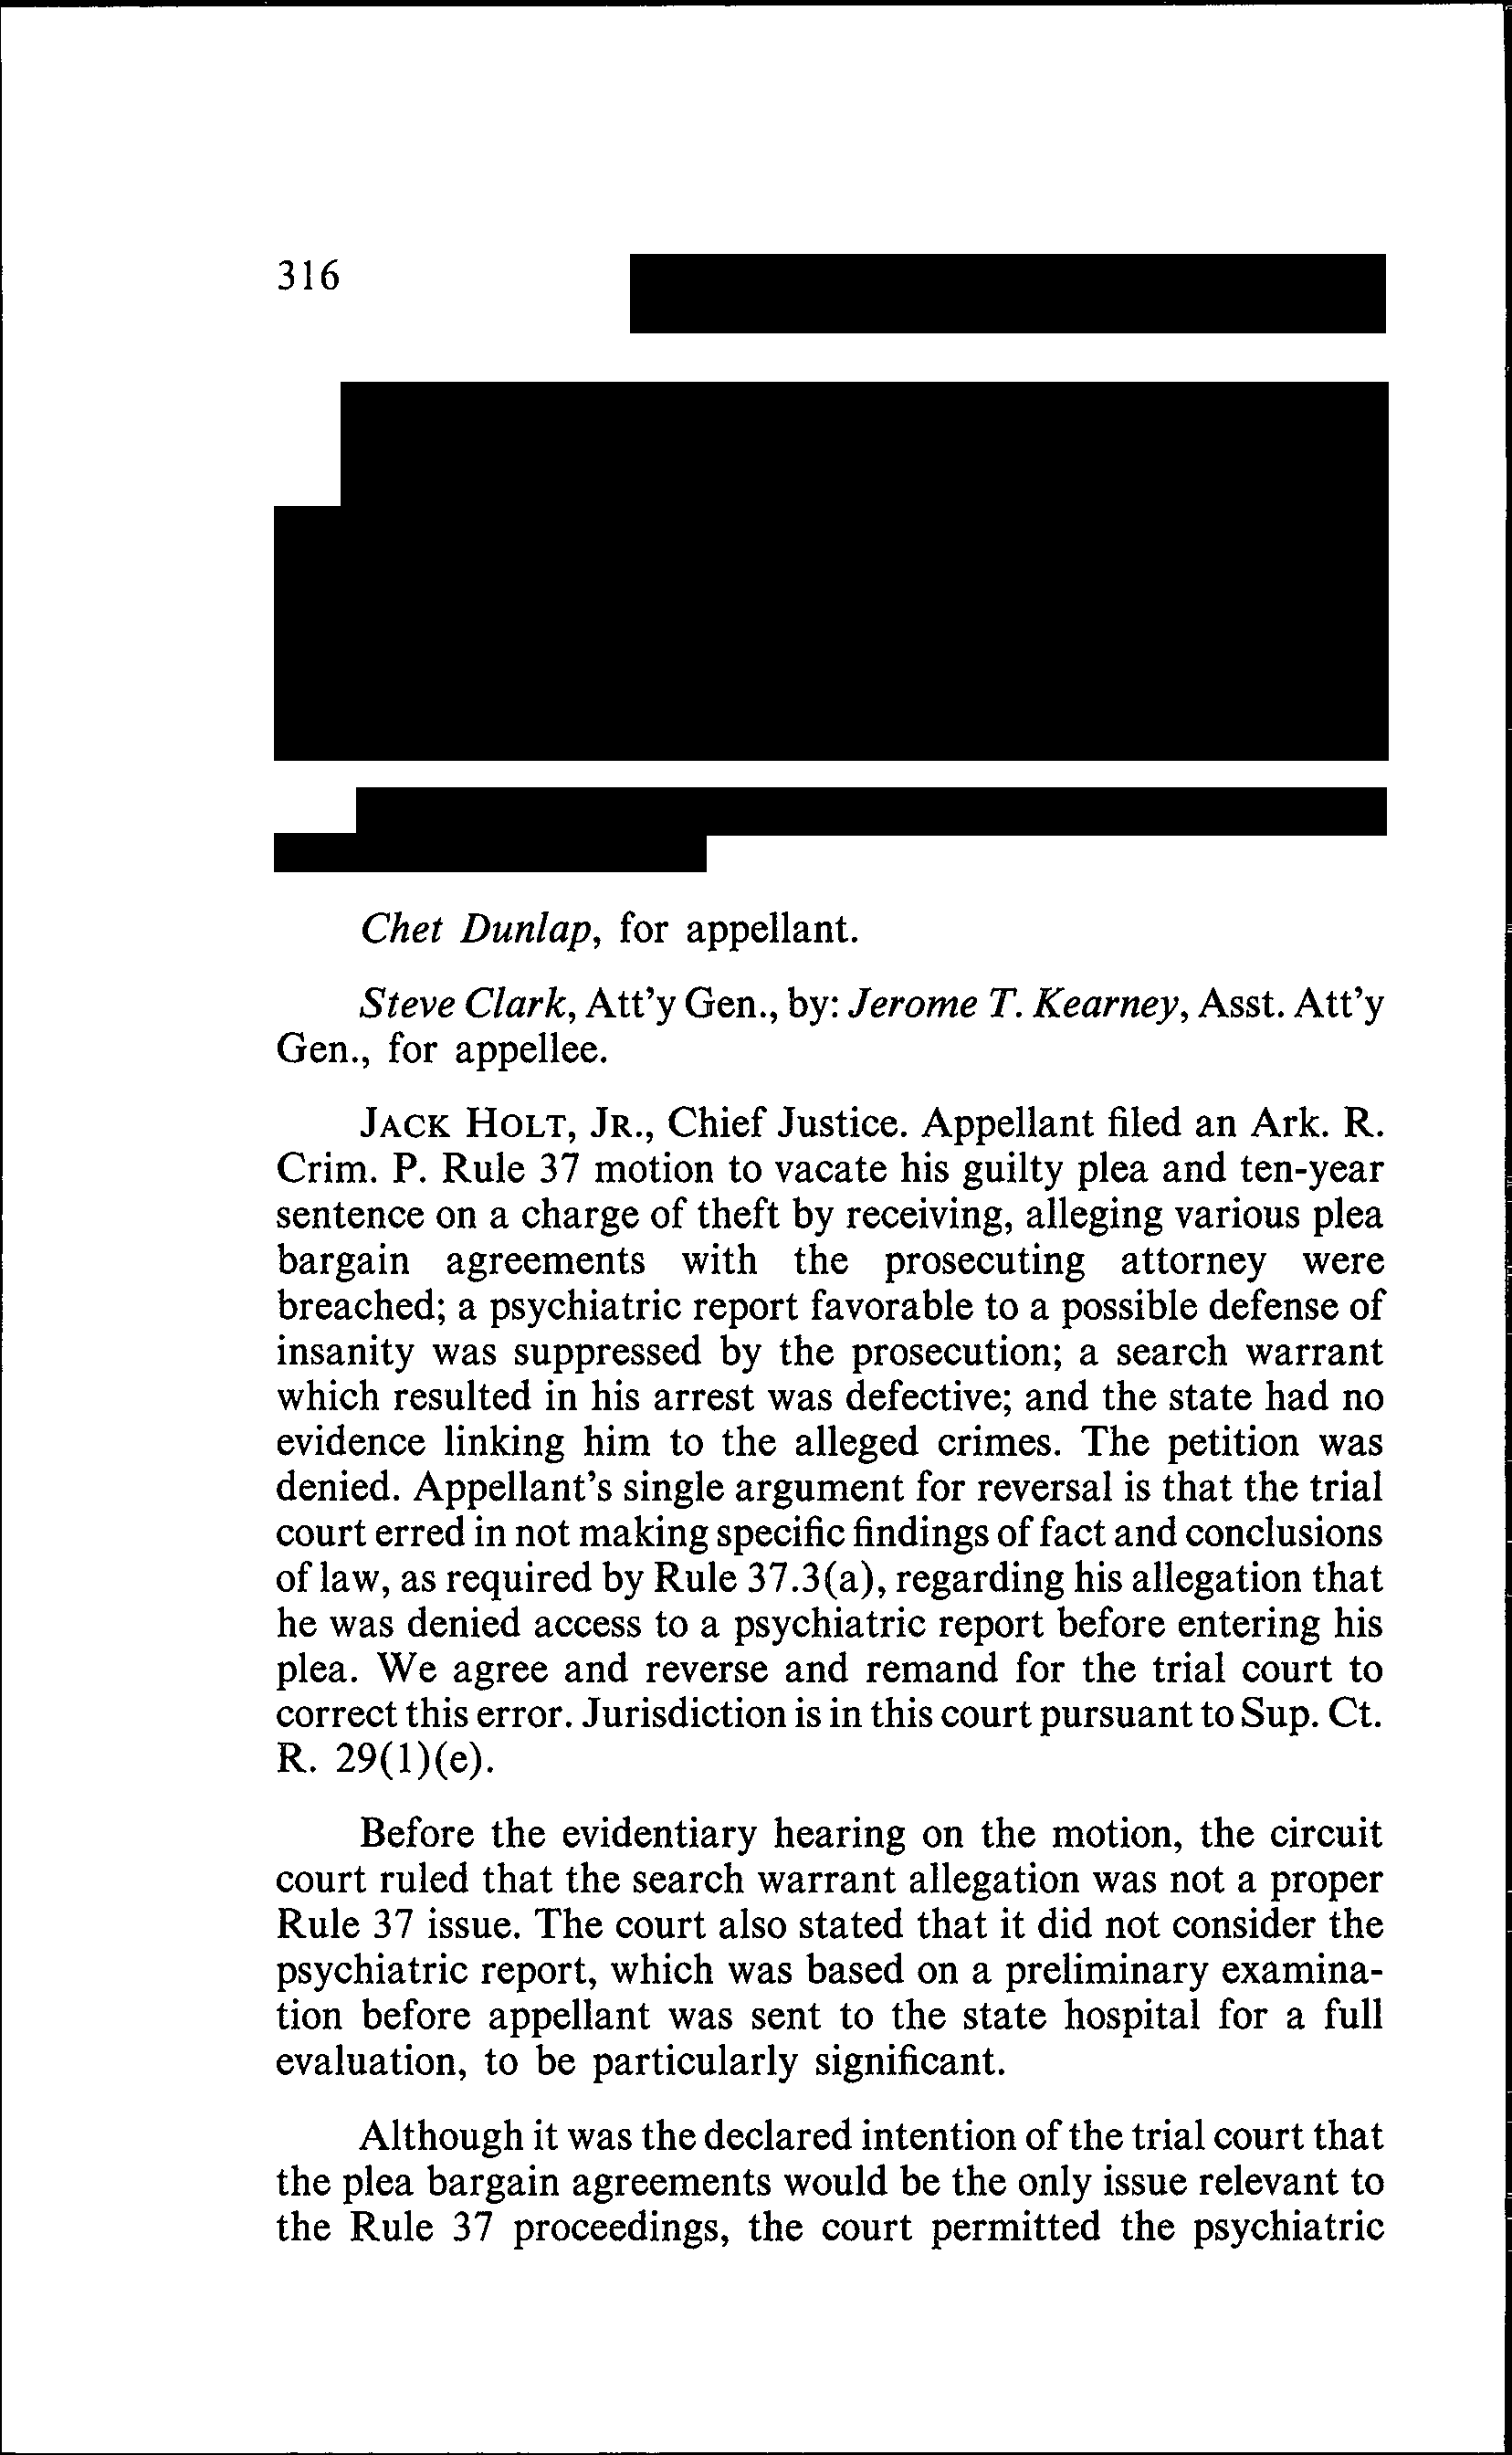 316
Chet Dunlap, for appellant.
Steve Clark, Att'y Gen., by: Jerome T. Kearney, Asst. Att'y
Gen., for appellee.
JACK HOLT, JR., Chief Justice. Appellant filed an Ark. R.
Crim. P. Rule 37 motion to vacate his guilty plea and ten-year
sentence on a charge of theft by receiving, alleging various plea
bargain agreements with the prosecuting attorney were
breached; a psychiatric report favorable to a possible defense of
insanity was suppressed by the prosecution; a search warrant
which resulted in his arrest was defective; and the state had no
evidence linking him to the alleged crimes. The petition was
denied. Appellant's single argument for reversal is that the trial
court erred in not making specific findings of fact and conclusions
of law, as required by Rule 37.3(a), regarding his allegation that
he was denied access to a psychiatric report before entering his
plea. We agree and reverse and remand for the trial court to
correct this error. Jurisdiction is in this court pursuant to Sup. Ct.
R. 29(1)(e).
Before the evidentiary hearing on the motion, the circuit
court ruled that the search warrant allegation was not a proper
Rule 37 issue. The court also stated that it did not consider the
psychiatric report, which was based on a preliminary examina-
tion before appellant was sent to the state hospital for a full
evaluation, to be particularly significant.
Although it was the declared intention of the trial court that
the plea bargain agreements would be the only issue relevant to
the Rule 37 proceedings, the court permitted the psychiatric